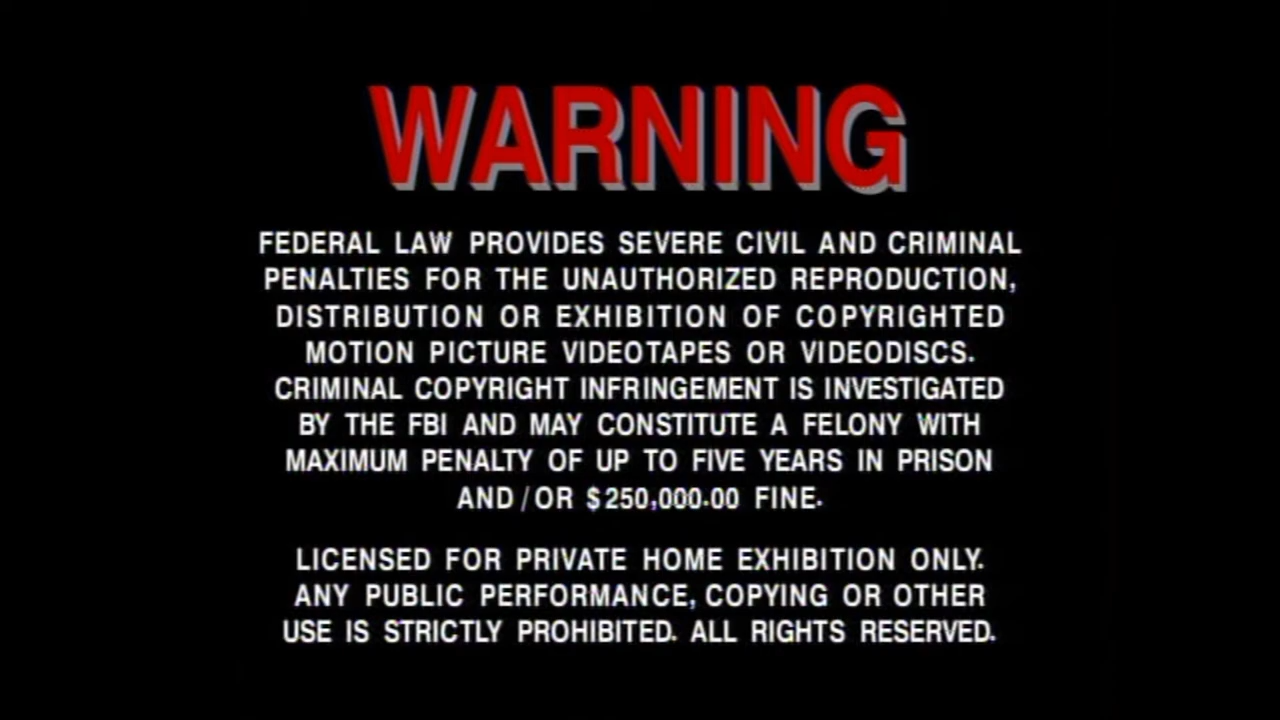 WARNING
FEDERAL LAW PROVIDES SEVERE CIVIL AND CRIMINAL
PENALTIES FOR THE UNAUTHORIZED REPRODUCTION,
DISTRIBUTION OR EXHIBITION OF COPYRIGHTED
MOTION PICTURE VIDEOTAPES OR VIDEODISCS.
CRIMINAL COPYRIGHT INFRINGEMENT IS INVESTIGATED
BY THE FBI AND MAY CONSTITUTE A FELONY WITH
MAXIMUM PENALTY OF UP TO FIVE YEARS IN PRISON
AND/OR $250,000.00 FINE.
LICENSED FOR PRIVATE HOME EXHIBITION ONLY.
ANY PUBLIC PERFORMANCE, COPYING OR OTHER
USE IS STRICTLY PROHIBITED. ALL RIGHTS RESERVED.